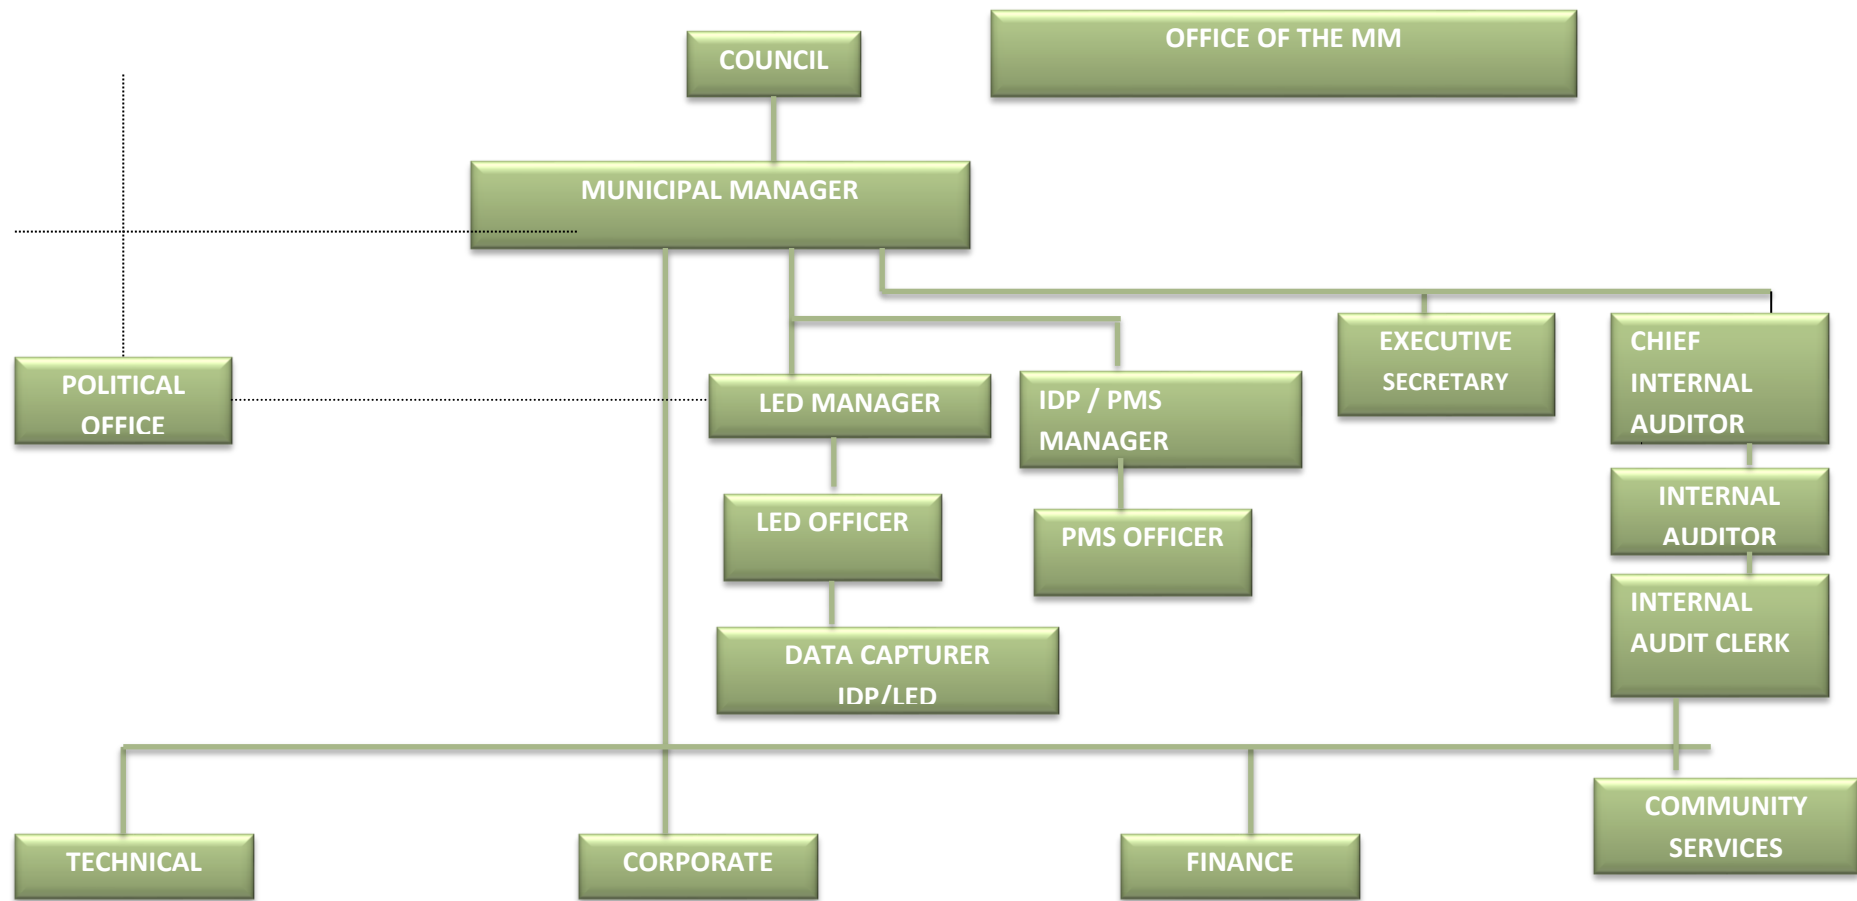 OFFICE OF THE MM
COUNCIL
MUNICIPAL MANAGER
EXECUTIVE
SECRETARY
CHIEF
INTERNAL
AUDITOR
POLITICAL
OFFICE
LED MANAGER
IDP / PMS
MANAGER
INTERNAL
AUDITOR
LED OFFICER
PMS OFFICER
INTERNAL
AUDIT CLERK
DATA CAPTURER
IDP/LED
COMMUNITY
SERVICES
TECHNICAL
CORPORATE
FINANCE